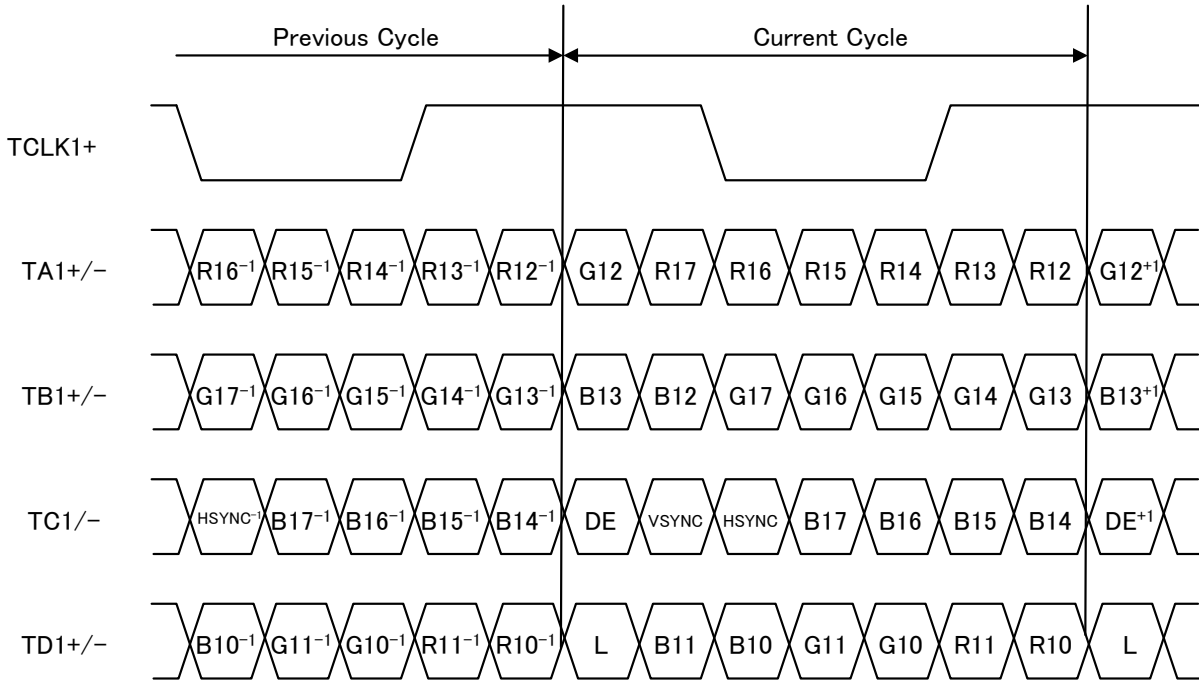 Previous Cycle Current Cycle
TCLK1+
TA1+/− R16⁻¹ R15⁻¹ R14⁻¹ R13⁻¹ R12⁻¹ G12 R17 R16 R15 R14 R13 R12 G12⁺¹
TB1+/− G17⁻¹ G16⁻¹ G15⁻¹ G14⁻¹ G13⁻¹ B13 B12 G17 G16 G15 G14 G13 B13⁺¹
TC1/− HSYNC⁻¹ B17⁻¹ B16⁻¹ B15⁻¹ B14⁻¹ DE VSYNC HSYNC B17 B16 B15 B14 DE⁺¹
TD1+/− B10⁻¹ G11⁻¹ G10⁻¹ R11⁻¹ R10⁻¹ L B11 B10 G11 G10 R11 R10 L